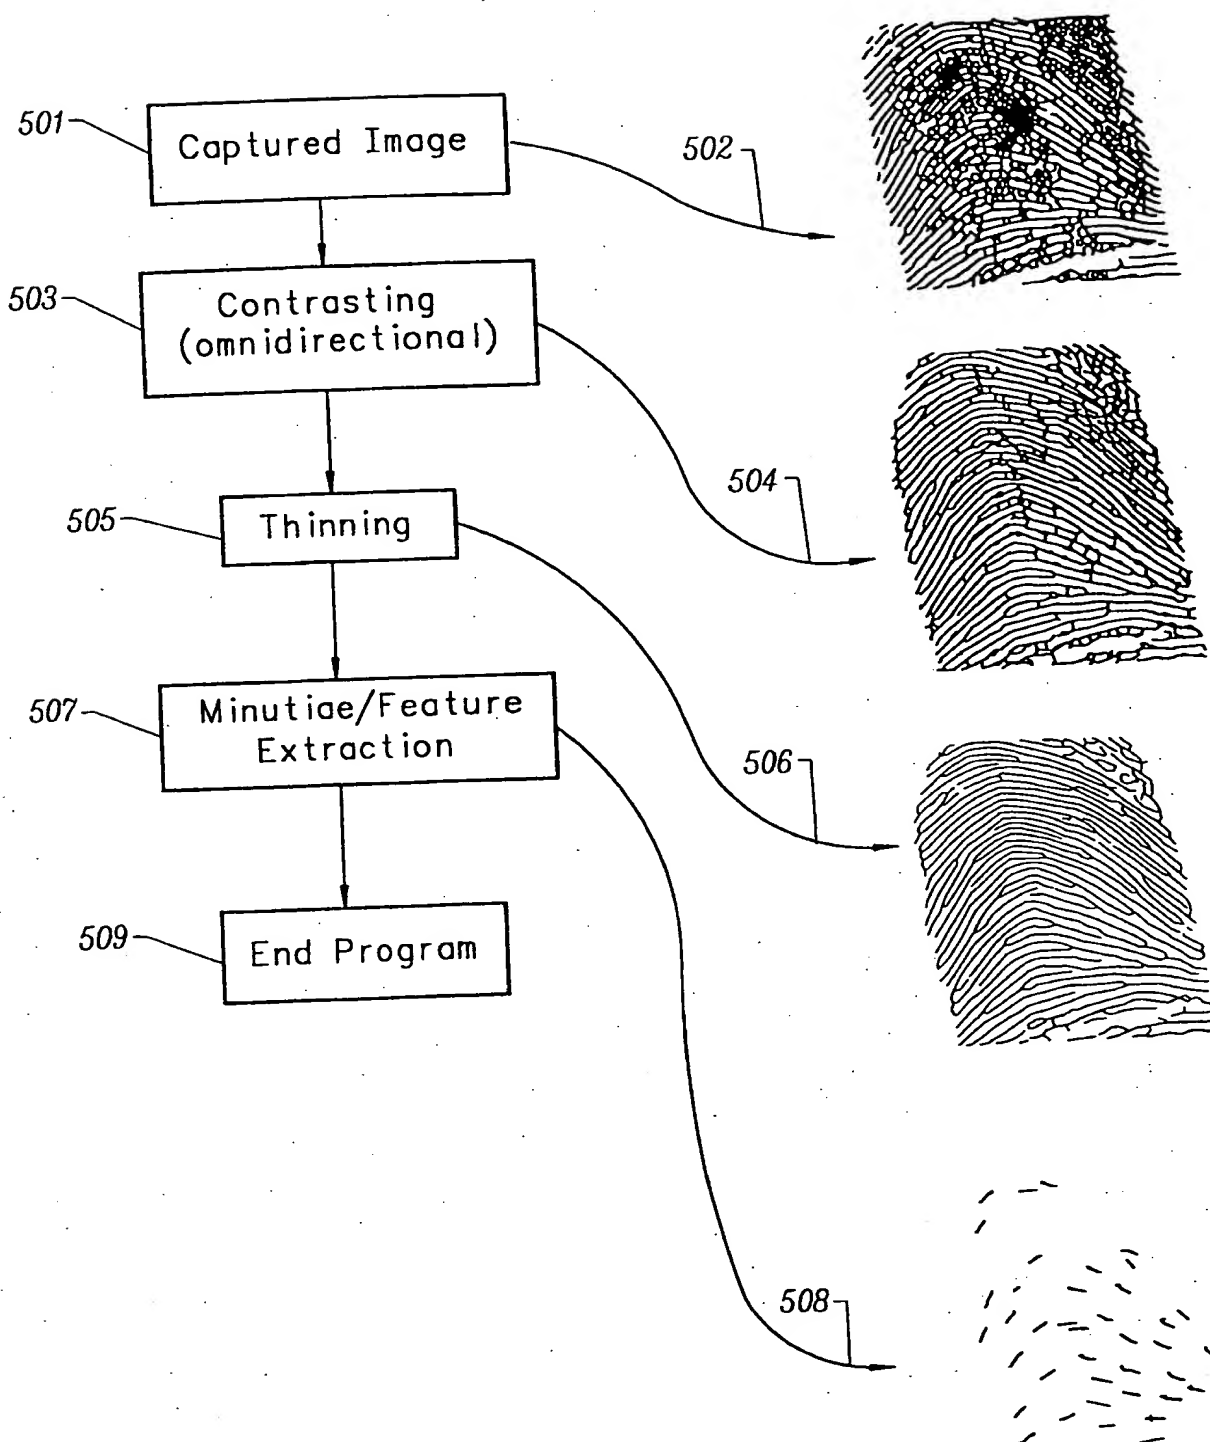 501
Captured Image
502
503
Contrasting
(omnidirectional)
504
505
Thinning
506
507
Minutiae/Feature
Extraction
508
509
End Program